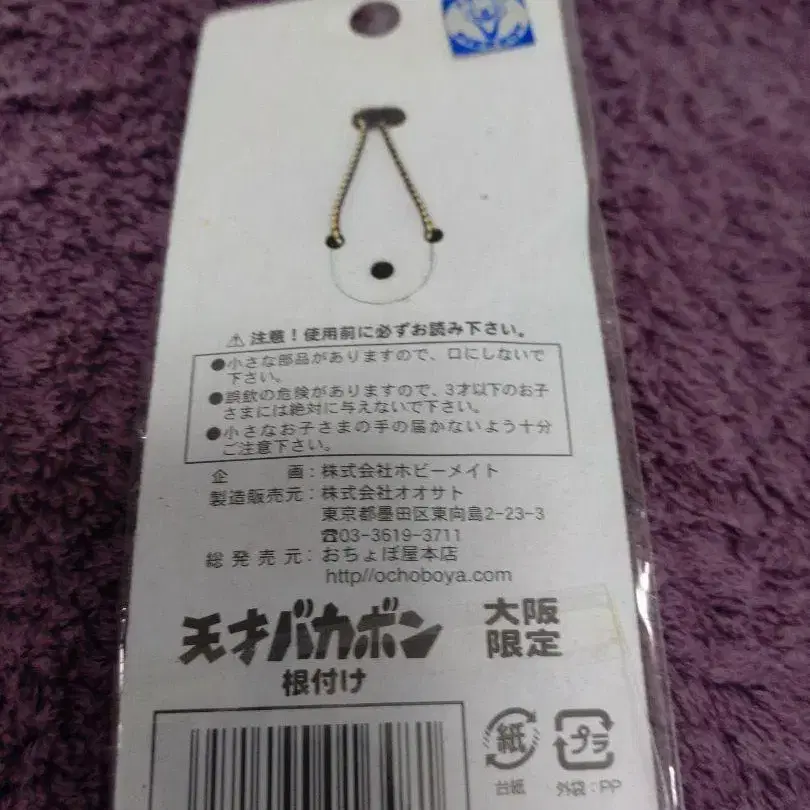 ⚠注意！使用前に必ずお読み下さい。
●小さな部品がありますので、口にしないで
下さい。
●誤飲の危険がありますので、3才以下のお子
さまには絶対に与えないで下さい。
●小さなお子さまの手の届かないよう十分
ご注意下さい。
企　画：株式会社ホビーメイト
製造販売元：株式会社オオサト
東京都墨田区東向島2-23-3
☎03-3619-3711
総発売元：おちょぼ屋本店
http//ochoboya.com
天才バカボン
大阪
限定
根付け
紙
プラ
台紙
外袋：PP